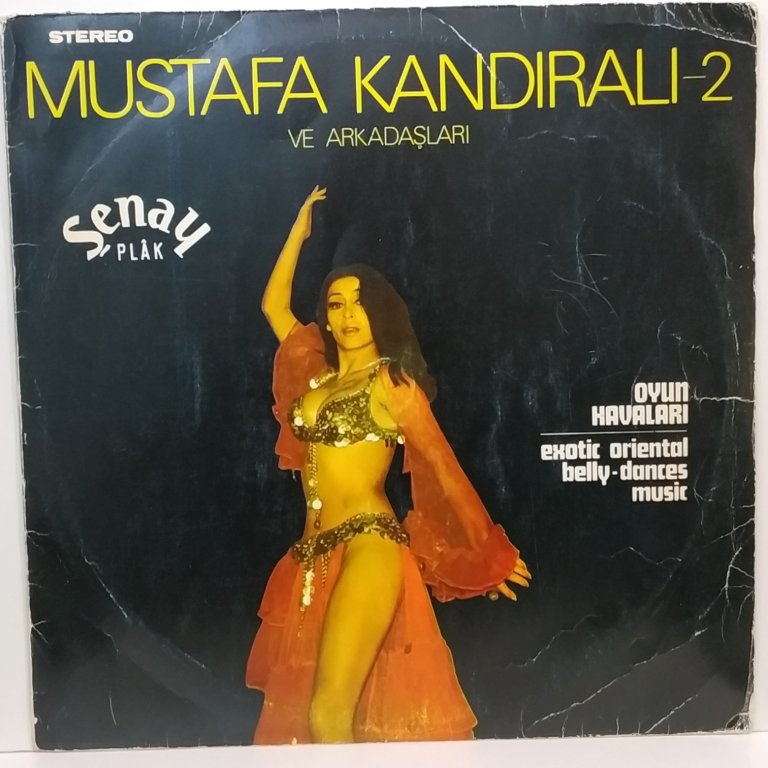 STEREO
MUSTAFA KANDIRALI-2
VE ARKADAŞLARI
Şenay
PLÂK
OYUN
HAVALARI
exotic oriental
belly-dances
music